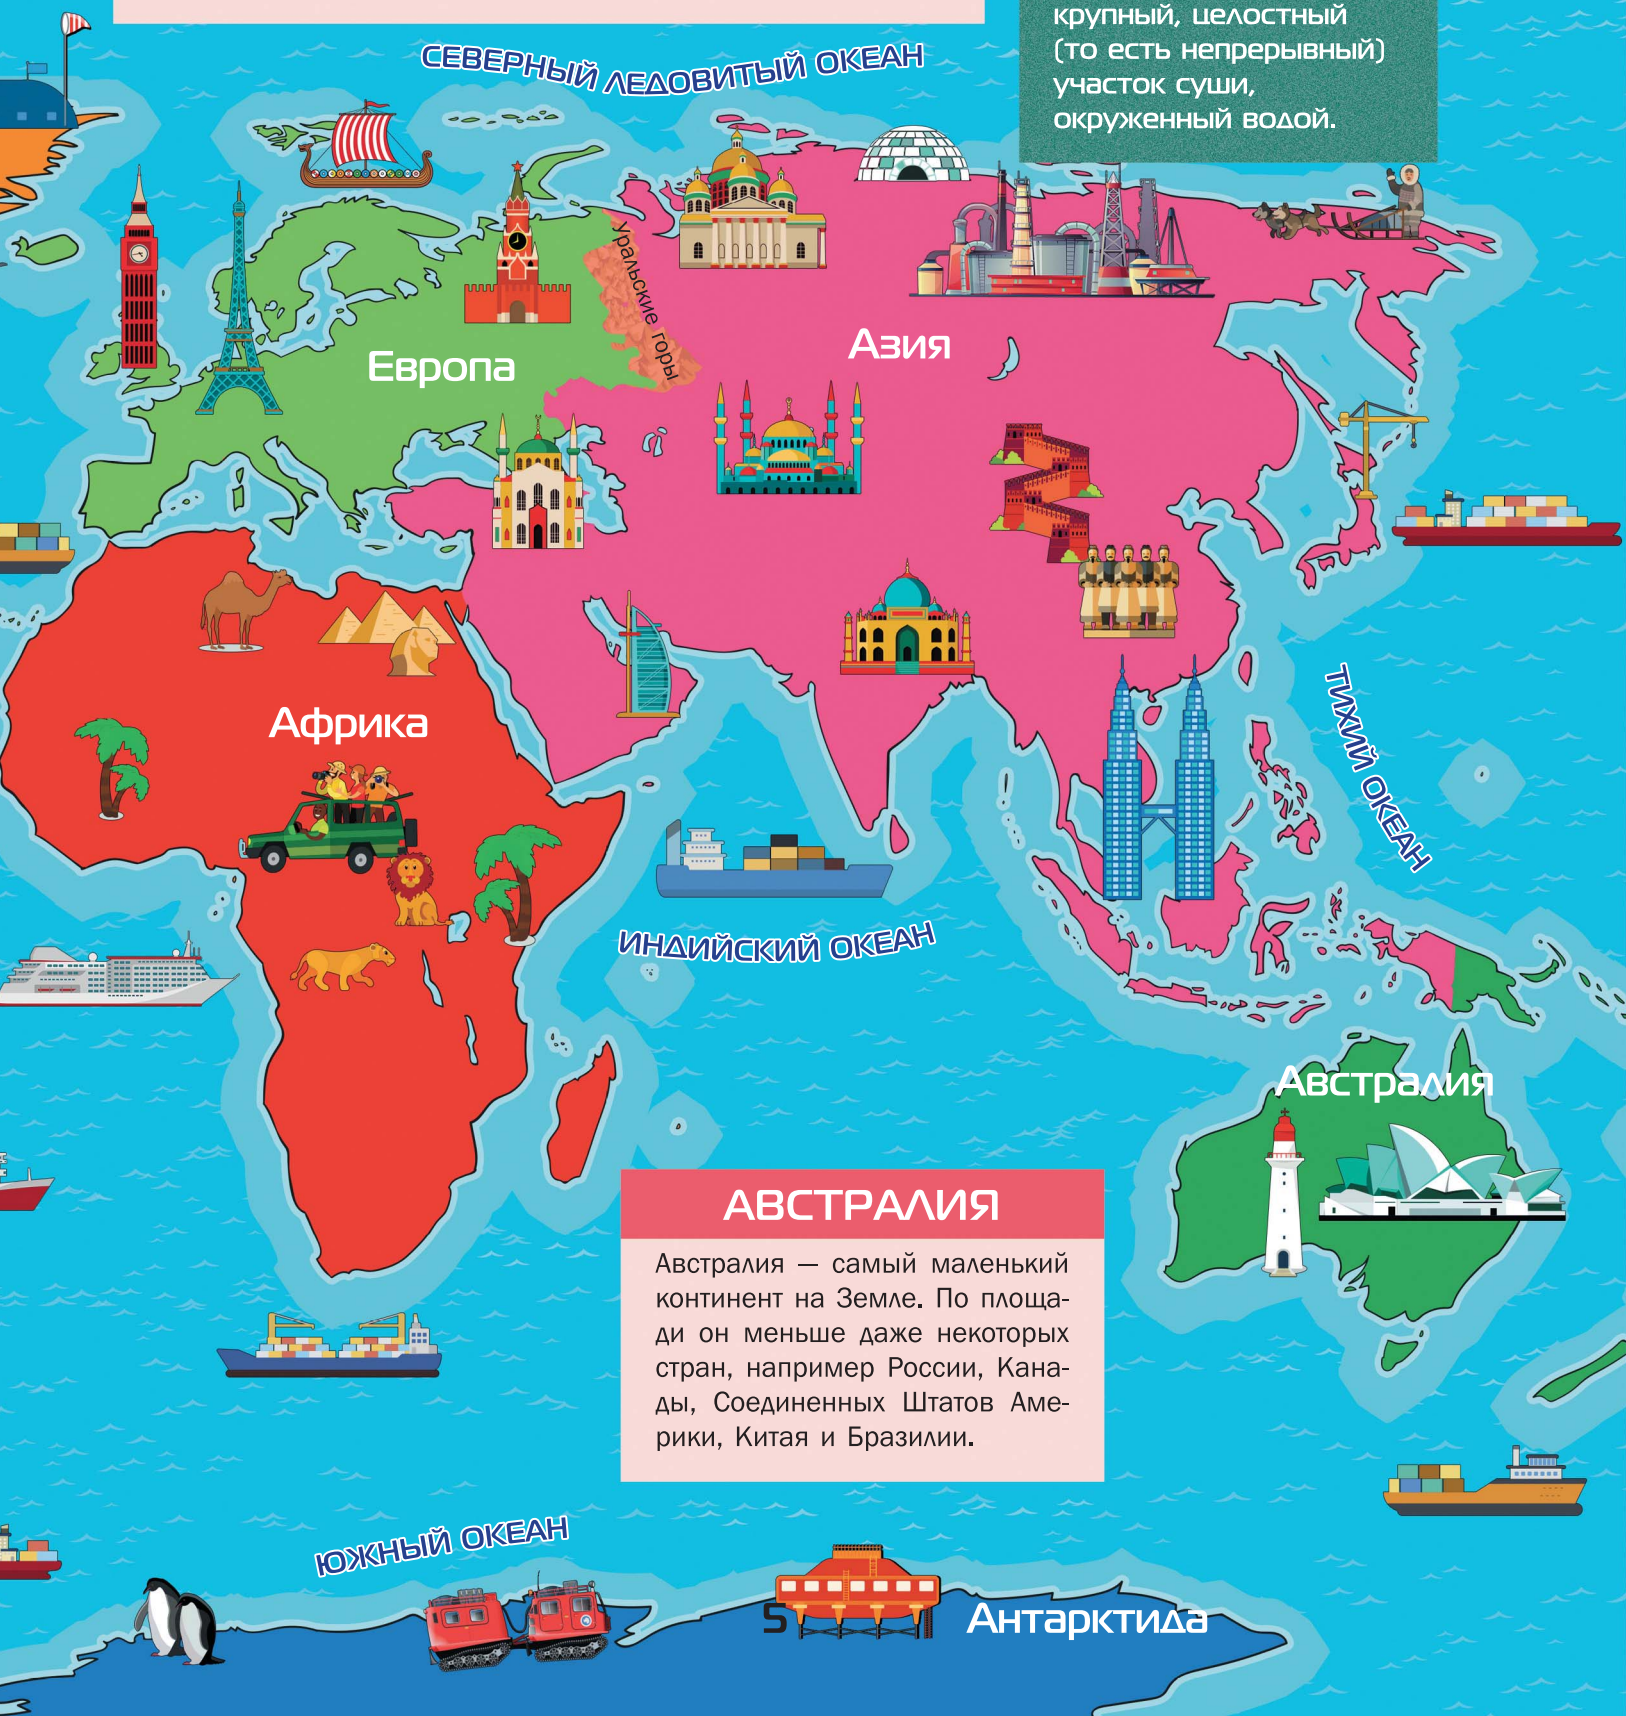 крупный, целостный
(то есть непрерывный)
участок суши,
окруженный водой.
СЕВЕРНЫЙ ЛЕДОВИТЫЙ ОКЕАН
Уральские горы
Европа
Азия
Африка
ТИХИЙ ОКЕАН
ИНДИЙСКИЙ ОКЕАН
Австралия
АВСТРАЛИЯ
Австралия — самый маленький
континент на Земле. По площа-
ди он меньше даже некоторых
стран, например России, Кана-
ды, Соединенных Штатов Аме-
рики, Китая и Бразилии.
ЮЖНЫЙ ОКЕАН
5
Антарктида